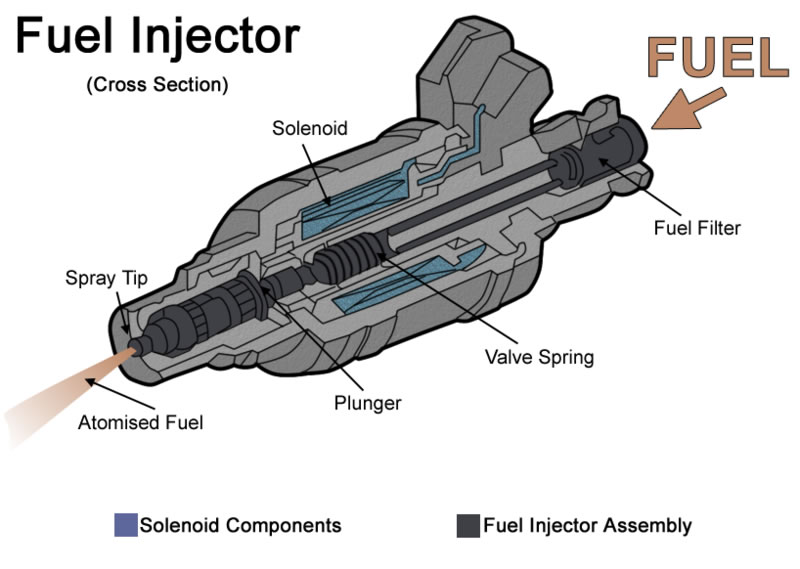 Fuel Injector
(Cross Section)
FUEL
Solenoid
Fuel Filter
Spray Tip
Valve Spring
Plunger
Atomised Fuel
Solenoid Components
Fuel Injector Assembly